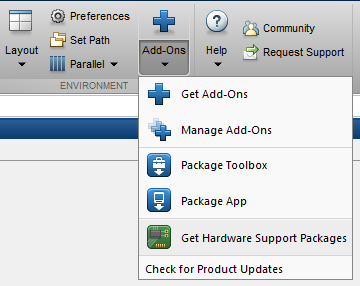 Preferences
Set Path
Layout
Parallel
Add-Ons
Help
Community
Request Support
ENVIRONMENT
Get Add-Ons
Manage Add-Ons
Package Toolbox
Package App
Get Hardware Support Packages
Check for Product Updates